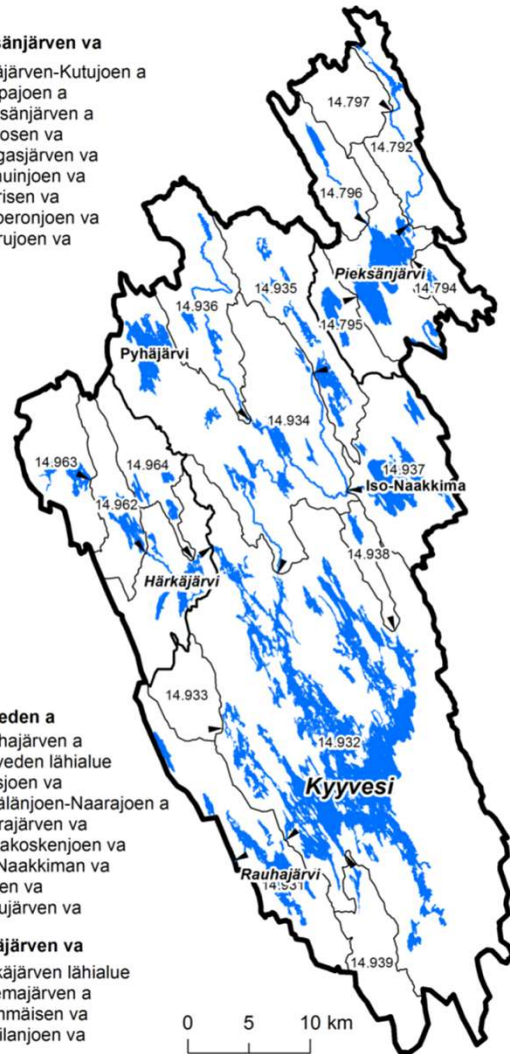 sänjärven va
äjärven-Kutujoen a
pajoen a
sänjärven a
osen va
gasjärven va
uinjoen va
risen va
peronjoen va
rujoen va
14.797
14.792
14.796
Pieksänjärvi
14.794
14.795
14.935
14.936
Pyhäjärvi
14.934
14.937
Iso-Naakkima
14.963
14.964
14.962
14.938
Härkäjärvi
14.933
14.932
Kyyvesi
Rauhajärvi
14.931
14.939
eden a
hajärven a
veden lähialue
sjoen va
älänjoen-Naarajoen a
rajärven va
akoskenjoen va
Naakkiman va
en va
ujärven va
äjärven va
käjärven lähialue
emajärven a
mmäisen va
ilanjoen va
0 5 10 km